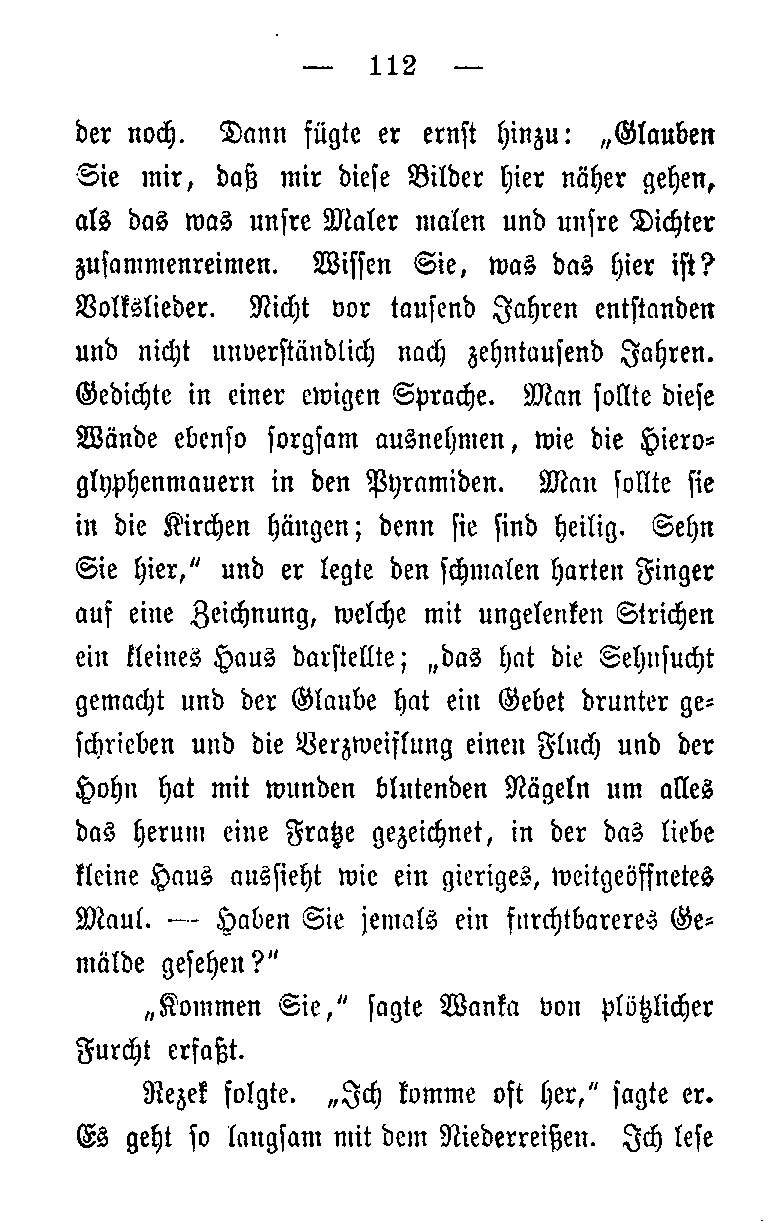 — 112 —
der noch. Dann fügte er ernst hinzu: „Glauben
Sie mir, daß mir diese Bilder hier näher gehen,
als das was unsre Maler malen und unsre Dichter
zusammenreimen. Wissen Sie, was das hier ist?
Volkslieder. Nicht vor tausend Jahren entstanden
und nicht unverständlich nach zehntausend Jahren.
Gedichte in einer ewigen Sprache. Man sollte diese
Wände ebenso sorgsam ausnehmen, wie die Hiero-
glyphenmauern in den Pyramiden. Man sollte sie
in die Kirchen hängen; denn sie sind heilig. Sehn
Sie hier,“ und er legte den schmalen harten Finger
auf eine Zeichnung, welche mit ungelenken Strichen
ein kleines Haus darstellte; „das hat die Sehnsucht
gemacht und der Glaube hat ein Gebet drunter ge-
schrieben und die Verzweiflung einen Fluch und der
Hohn hat mit wunden blutenden Nägeln um alles
das herum eine Fratze gezeichnet, in der das liebe
kleine Haus aussieht wie ein gieriges, weitgeöffnetes
Maul. — Haben Sie jemals ein furchtbareres Ge-
mälde gesehen?“
„Kommen Sie,“ sagte Wanka von plötzlicher
Furcht erfaßt.
Rezek folgte. „Ich komme oft her,“ sagte er.
Es geht so langsam mit dem Niederreißen. Ich lese